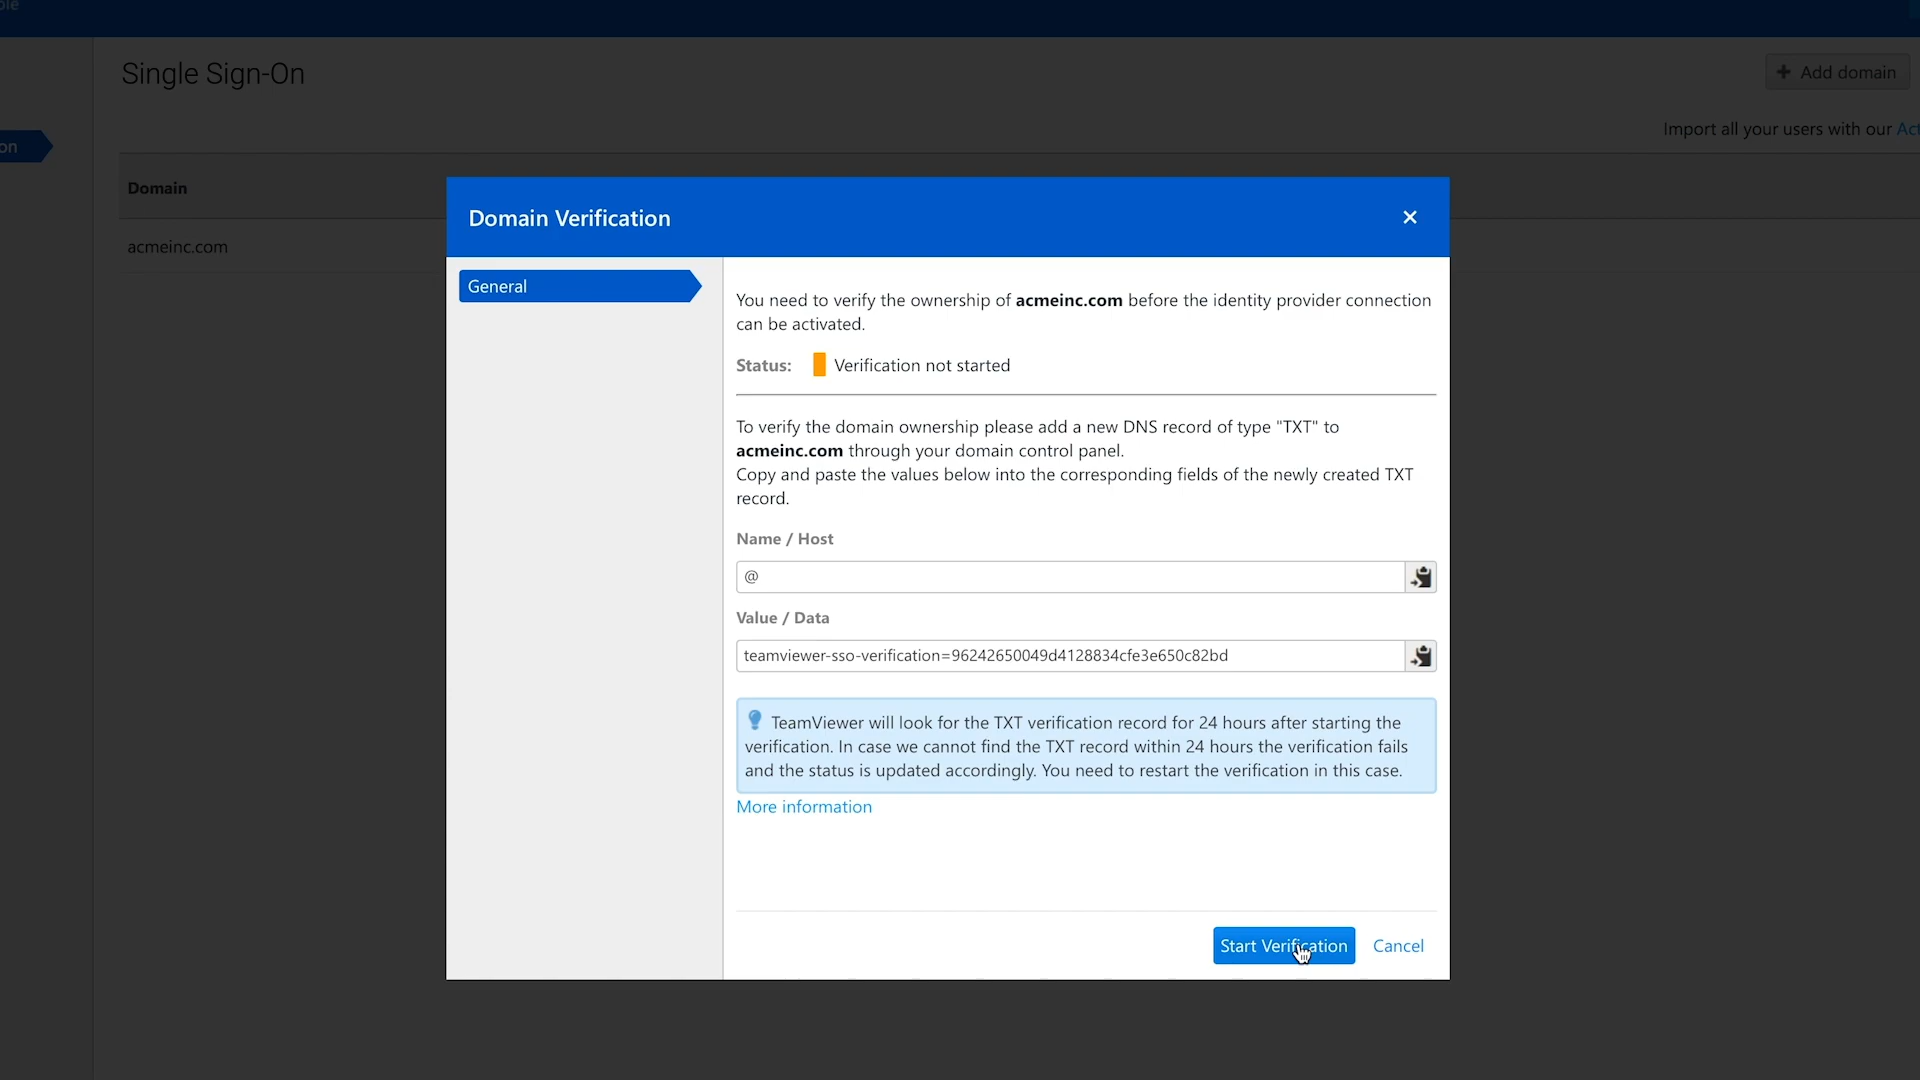 Single Sign-On
+ Add domain
on
Import all your users with our Act
Domain
acmeinc.com
Domain Verification
General
You need to verify the ownership of acmeinc.com before the identity provider connection
can be activated.
Status: Verification not started
To verify the domain ownership please add a new DNS record of type "TXT" to
acmeinc.com through your domain control panel.
Copy and paste the values below into the corresponding fields of the newly created TXT
record.
Name / Host
@
Value / Data
teamviewer-sso-verification=96242650049d4128834cfe3e650c82bd
TeamViewer will look for the TXT verification record for 24 hours after starting the
verification. In case we cannot find the TXT record within 24 hours the verification fails
and the status is updated accordingly. You need to restart the verification in this case.
More information
Start Verification
Cancel